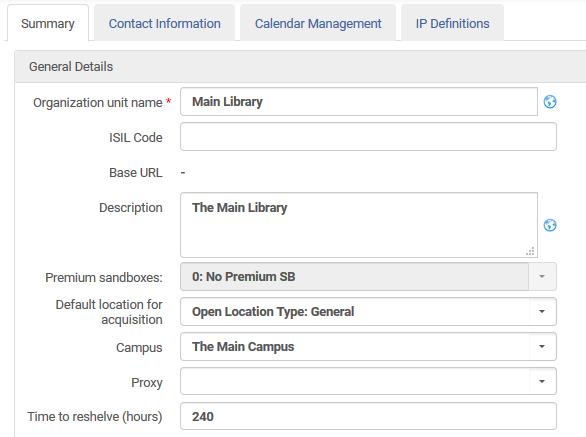 Summary Contact Information Calendar Management IP Definitions
General Details
Organization unit name * Main Library
ISIL Code
Base URL -
Description The Main Library
Premium sandboxes: 0: No Premium SB
Default location for
acquisition Open Location Type: General
Campus The Main Campus
Proxy
Time to reshelve (hours) 240